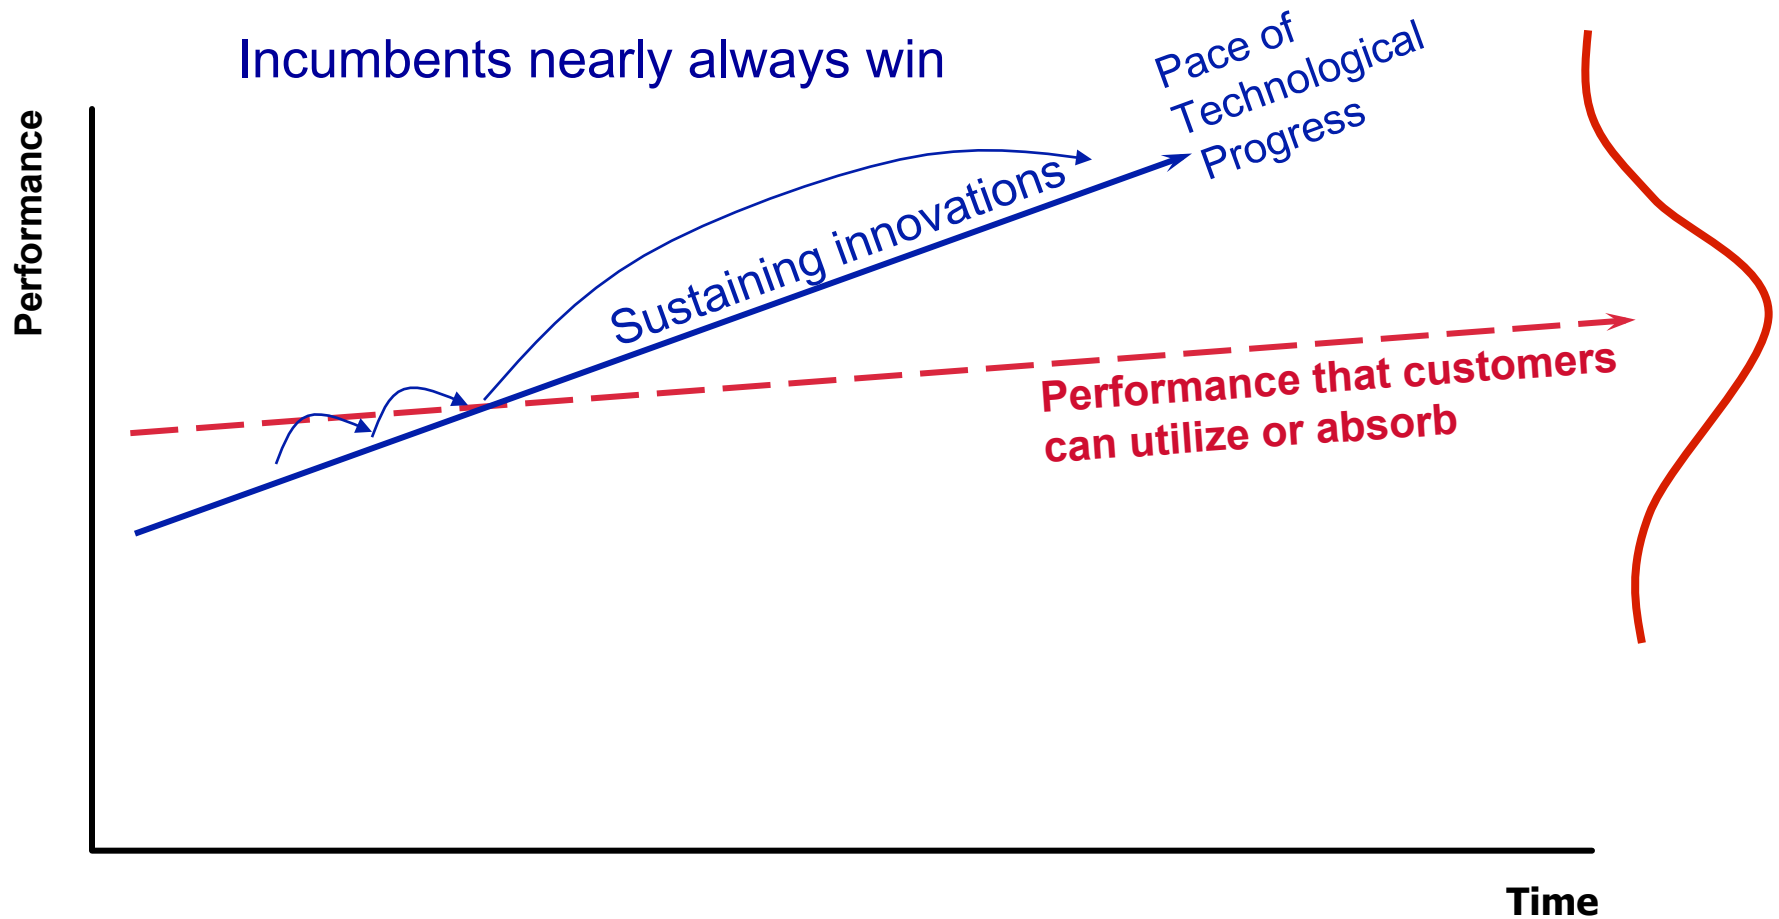 Incumbents nearly always win
Pace of
Technological
Progress
Performance
Sustaining innovations
Performance that customers
can utilize or absorb
Time